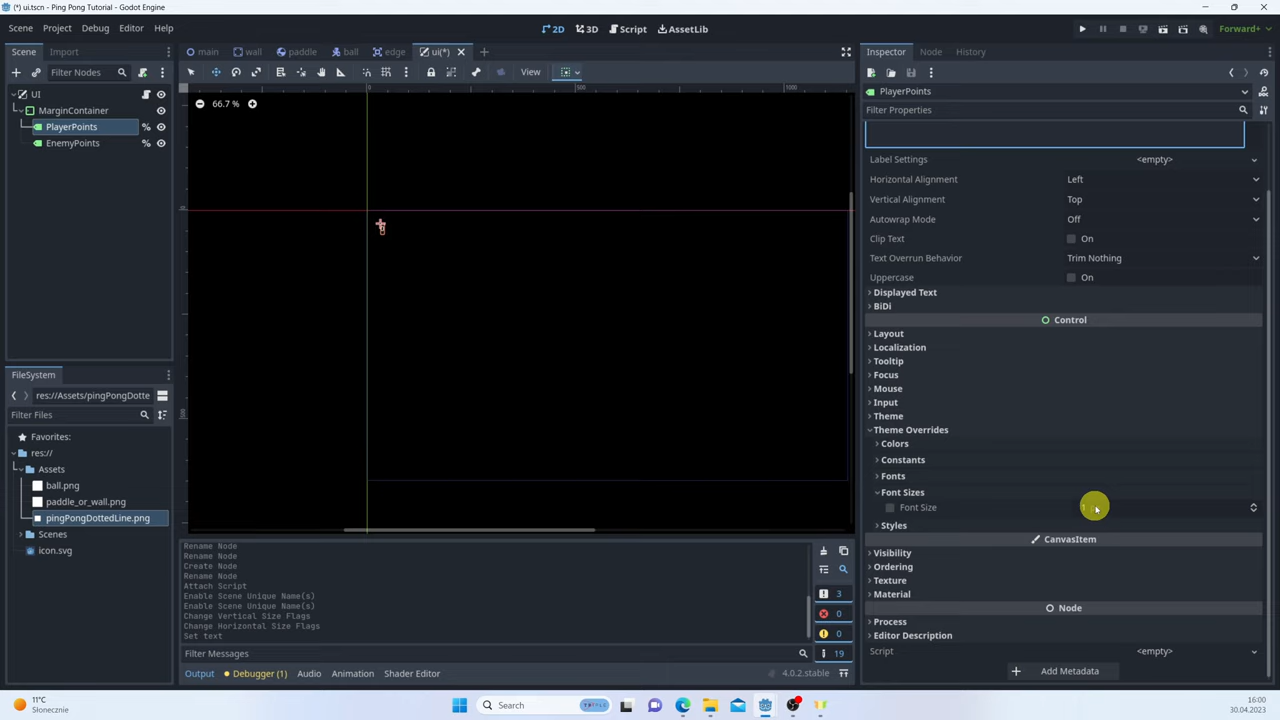 (*) ui.tscn - Ping Pong Tutorial - Godot Engine
Scene Project Debug Editor Help
2D 3D Script AssetLib
Forward+
Scene Import
main wall paddle ball edge ui(*)
Inspector Node History
Filter Nodes
View
PlayerPoints
Filter Properties
UI
MarginContainer
PlayerPoints
EnemyPoints
0 500 1000
66.7 %
0
500
Label Settings <empty>
Horizontal Alignment Left
Vertical Alignment Top
Autowrap Mode Off
Clip Text On
Text Overrun Behavior Trim Nothing
Uppercase On
Displayed Text
BiDi
Control
Layout
Localization
Tooltip
Focus
Mouse
Input
Theme
Theme Overrides
Colors
Constants
Fonts
Font Sizes
Font Size
Styles
CanvasItem
Visibility
Ordering
Texture
Material
Node
Process
Editor Description
Script <empty>
Add Metadata
FileSystem
res://Assets/pingPongDotte
Filter Files
Favorites:
res://
Assets
ball.png
paddle_or_wall.png
pingPongDottedLine.png
Scenes
icon.svg
Rename Node
Rename Node
Create Node
Rename Node
Attach Script
Enable Scene Unique Name(s)
Enable Scene Unique Name(s)
Change Vertical Size Flags
Change Horizontal Size Flags
Set text
3
0
0
19
Filter Messages
Output Debugger (1) Audio Animation Shader Editor
4.0.2.stable
11°C
Słonecznie
Search
16:00
30.04.2023